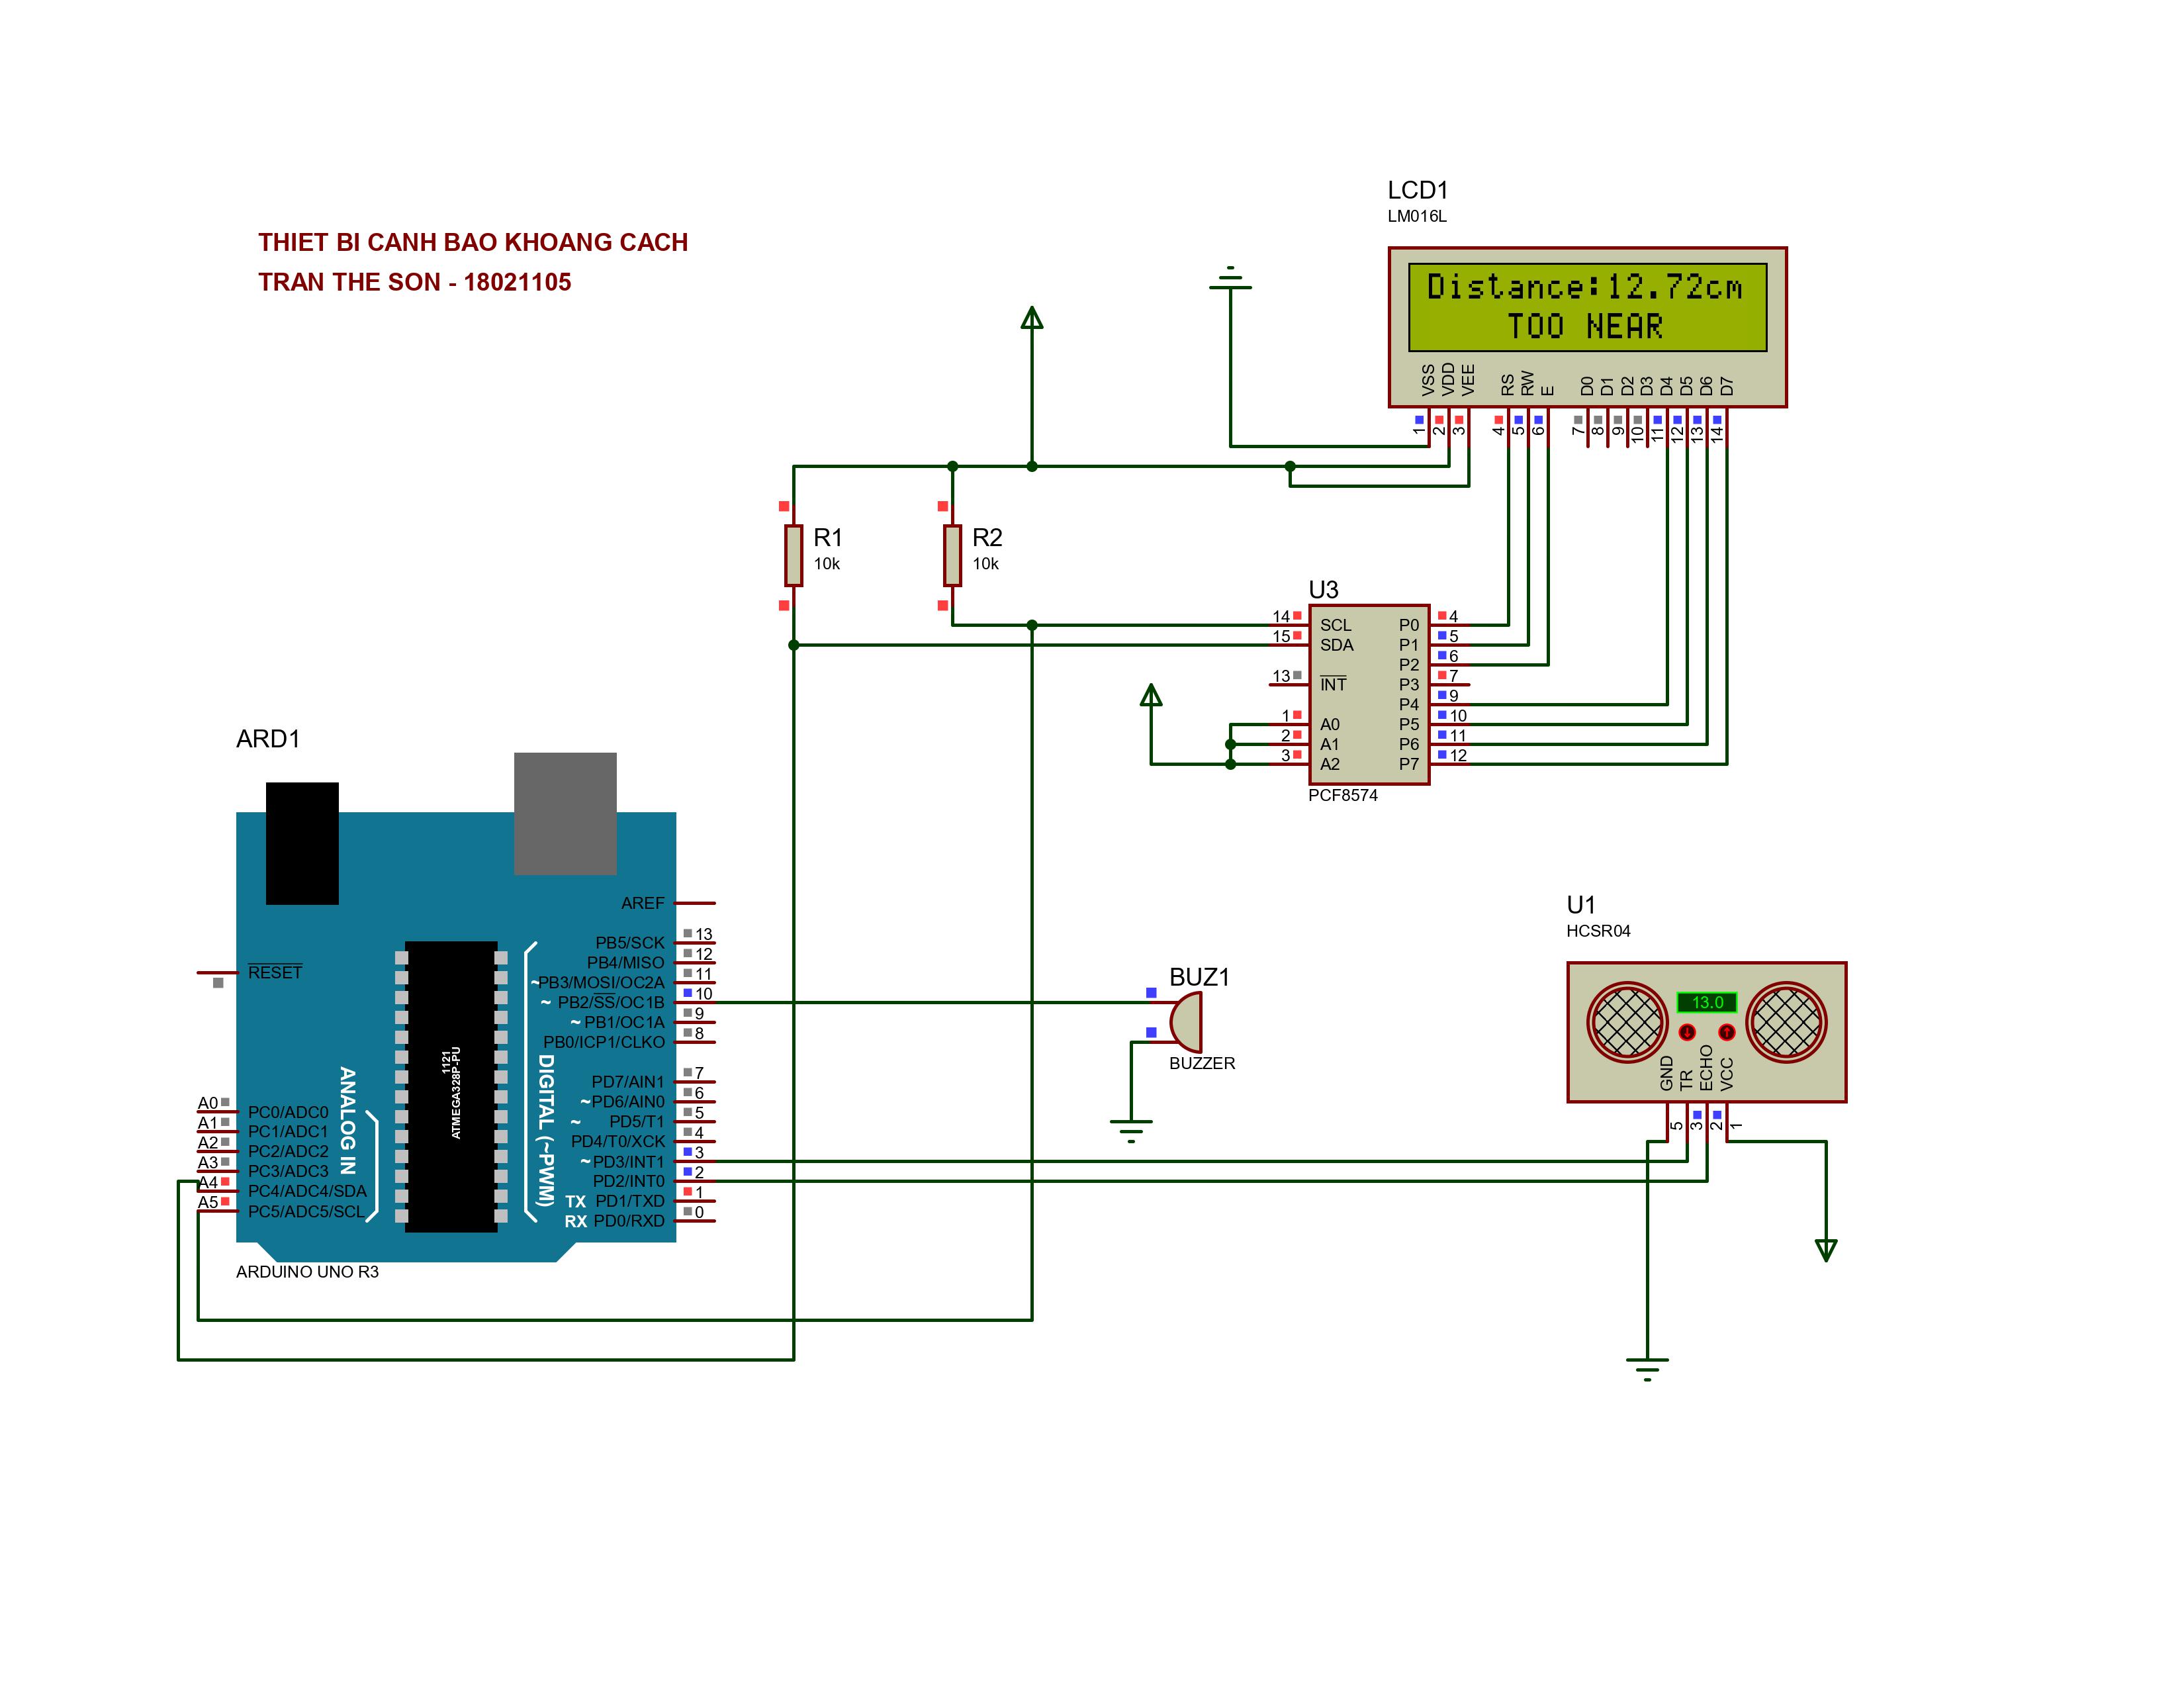 THIET BI CANH BAO KHOANG CACH
TRAN THE SON - 18021105
LCD1
LM016L
Distance:12.72cm
TOO NEAR
VSS VDD VEE RS RW E D0 D1 D2 D3 D4 D5 D6 D7
1 2 3 4 5 6 7 8 9 10 11 12 13 14
R1
10k
R2
10k
U3
14 SCL P0 4
15 SDA P1 5
P2 6
13 INT P3 7
P4 9
1 A0 P5 10
2 A1 P6 11
3 A2 P7 12
PCF8574
ARD1
AREF
PB5/SCK 13
PB4/MISO 12
~PB3/MOSI/OC2A 11
~ PB2/SS/OC1B 10
~ PB1/OC1A 9
PB0/ICP1/CLKO 8
PD7/AIN1 7
~PD6/AIN0 6
~ PD5/T1 5
PD4/T0/XCK 4
~PD3/INT1 3
PD2/INT0 2
TX PD1/TXD 1
RX PD0/RXD 0
RESET
1121
ATMEGA328P-PU
DIGITAL (~PWM)
ANALOG IN
A0 PC0/ADC0
A1 PC1/ADC1
A2 PC2/ADC2
A3 PC3/ADC3
A4 PC4/ADC4/SDA
A5 PC5/ADC5/SCL
ARDUINO UNO R3
BUZ1
BUZZER
U1
HCSR04
13.0
GND TR ECHO VCC
5 3 2 1